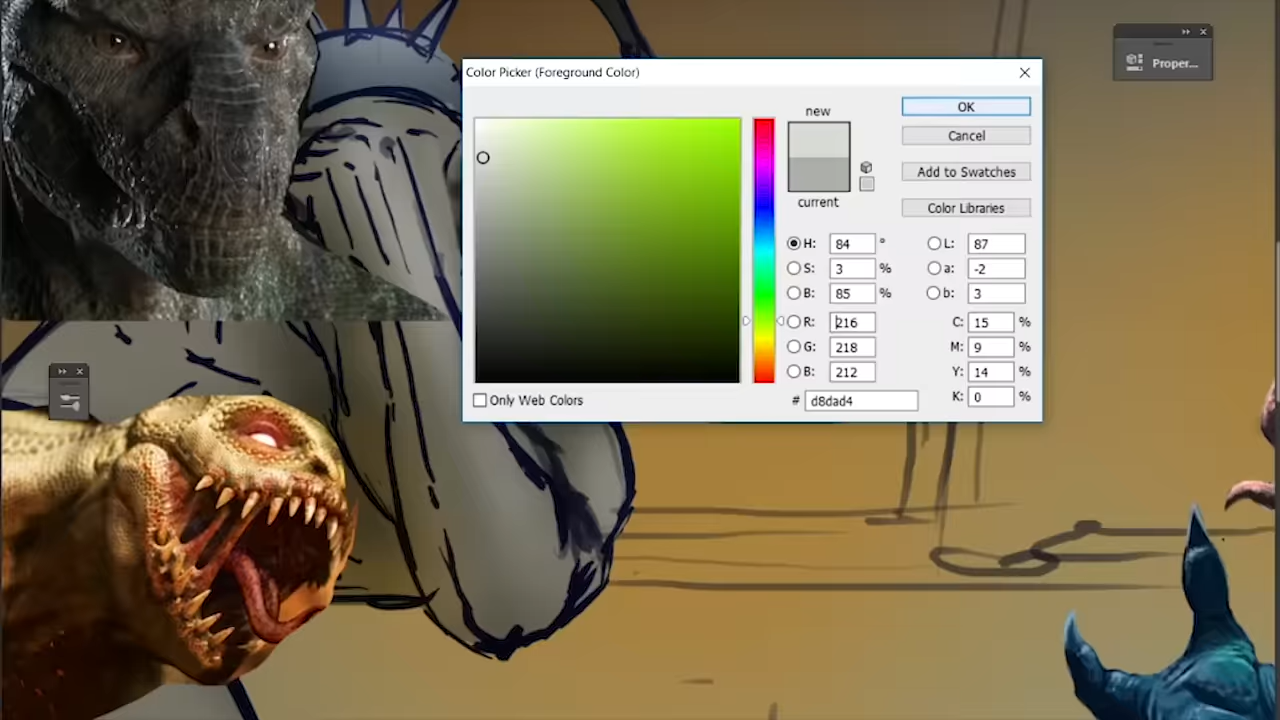 Color Picker (Foreground Color)
Proper...
new
current
OK
Cancel
Add to Swatches
Color Libraries
H: 84 °
S: 3 %
B: 85 %
R: 216
G: 218
B: 212
L: 87
a: -2
b: 3
C: 15 %
M: 9 %
Y: 14 %
K: 0 %
Only Web Colors
# d8dad4